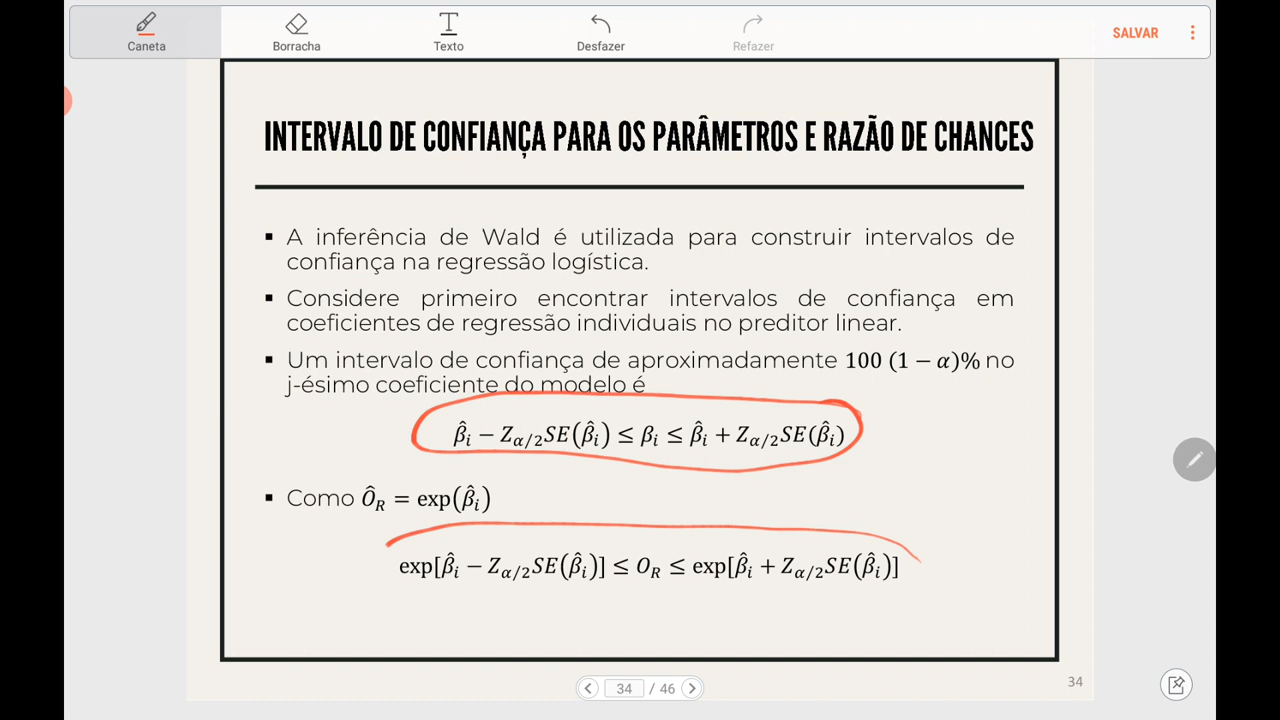 Caneta
Borracha
Texto
Desfazer
Refazer
SALVAR
INTERVALO DE CONFIANÇA PARA OS PARÂMETROS E RAZÃO DE CHANCES
▪ A inferência de Wald é utilizada para construir intervalos de
confiança na regressão logística.
▪ Considere primeiro encontrar intervalos de confiança em
coeficientes de regressão individuais no preditor linear.
▪ Um intervalo de confiança de aproximadamente 100 (1 − α)% no
j-ésimo coeficiente do modelo é
β̂ᵢ − Z_{α/2}SE(β̂ᵢ) ≤ βᵢ ≤ β̂ᵢ + Z_{α/2}SE(β̂ᵢ)
▪ Como Ô_R = exp(β̂ᵢ)
exp[β̂ᵢ − Z_{α/2}SE(β̂ᵢ)] ≤ O_R ≤ exp[β̂ᵢ + Z_{α/2}SE(β̂ᵢ)]
34
34 / 46